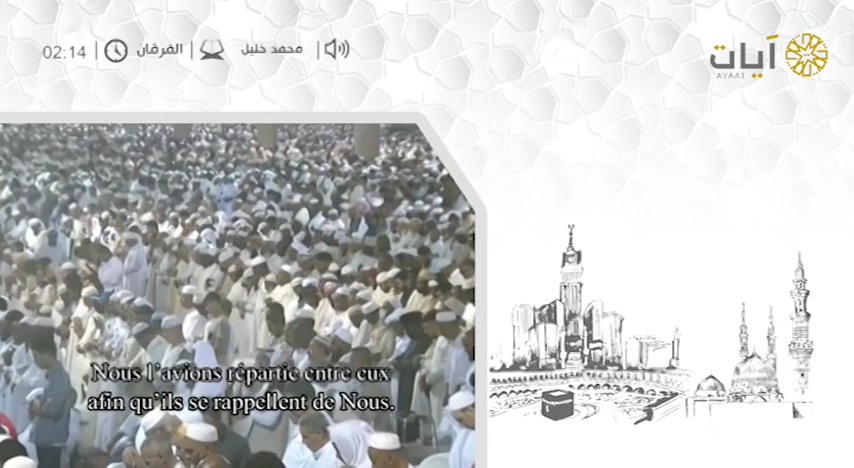 02:14 | الفرقان | محمد خليل |
آيات
AYAAT
Nous l'avions répartie entre eux
afin qu'ils se rappellent de Nous.